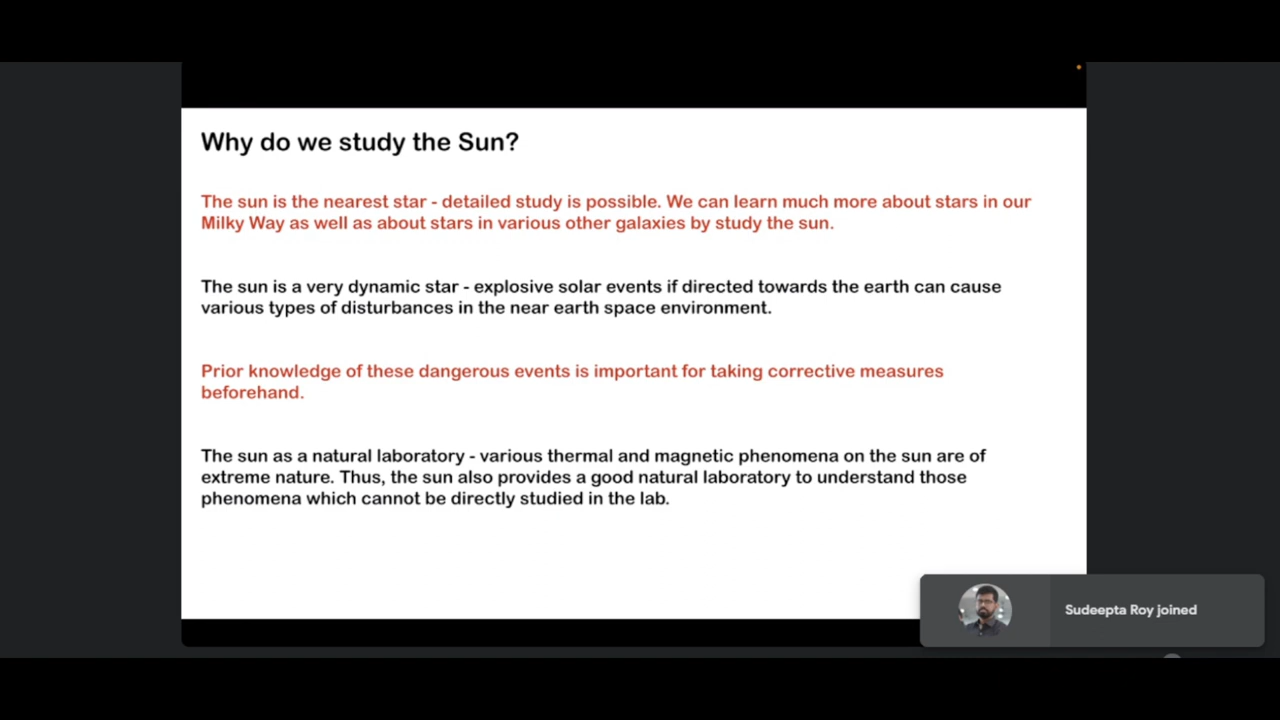 Why do we study the Sun?
The sun is the nearest star - detailed study is possible. We can learn much more about stars in our
Milky Way as well as about stars in various other galaxies by study the sun.
The sun is a very dynamic star - explosive solar events if directed towards the earth can cause
various types of disturbances in the near earth space environment.
Prior knowledge of these dangerous events is important for taking corrective measures
beforehand.
The sun as a natural laboratory - various thermal and magnetic phenomena on the sun are of
extreme nature. Thus, the sun also provides a good natural laboratory to understand those
phenomena which cannot be directly studied in the lab.
Sudeepta Roy joined